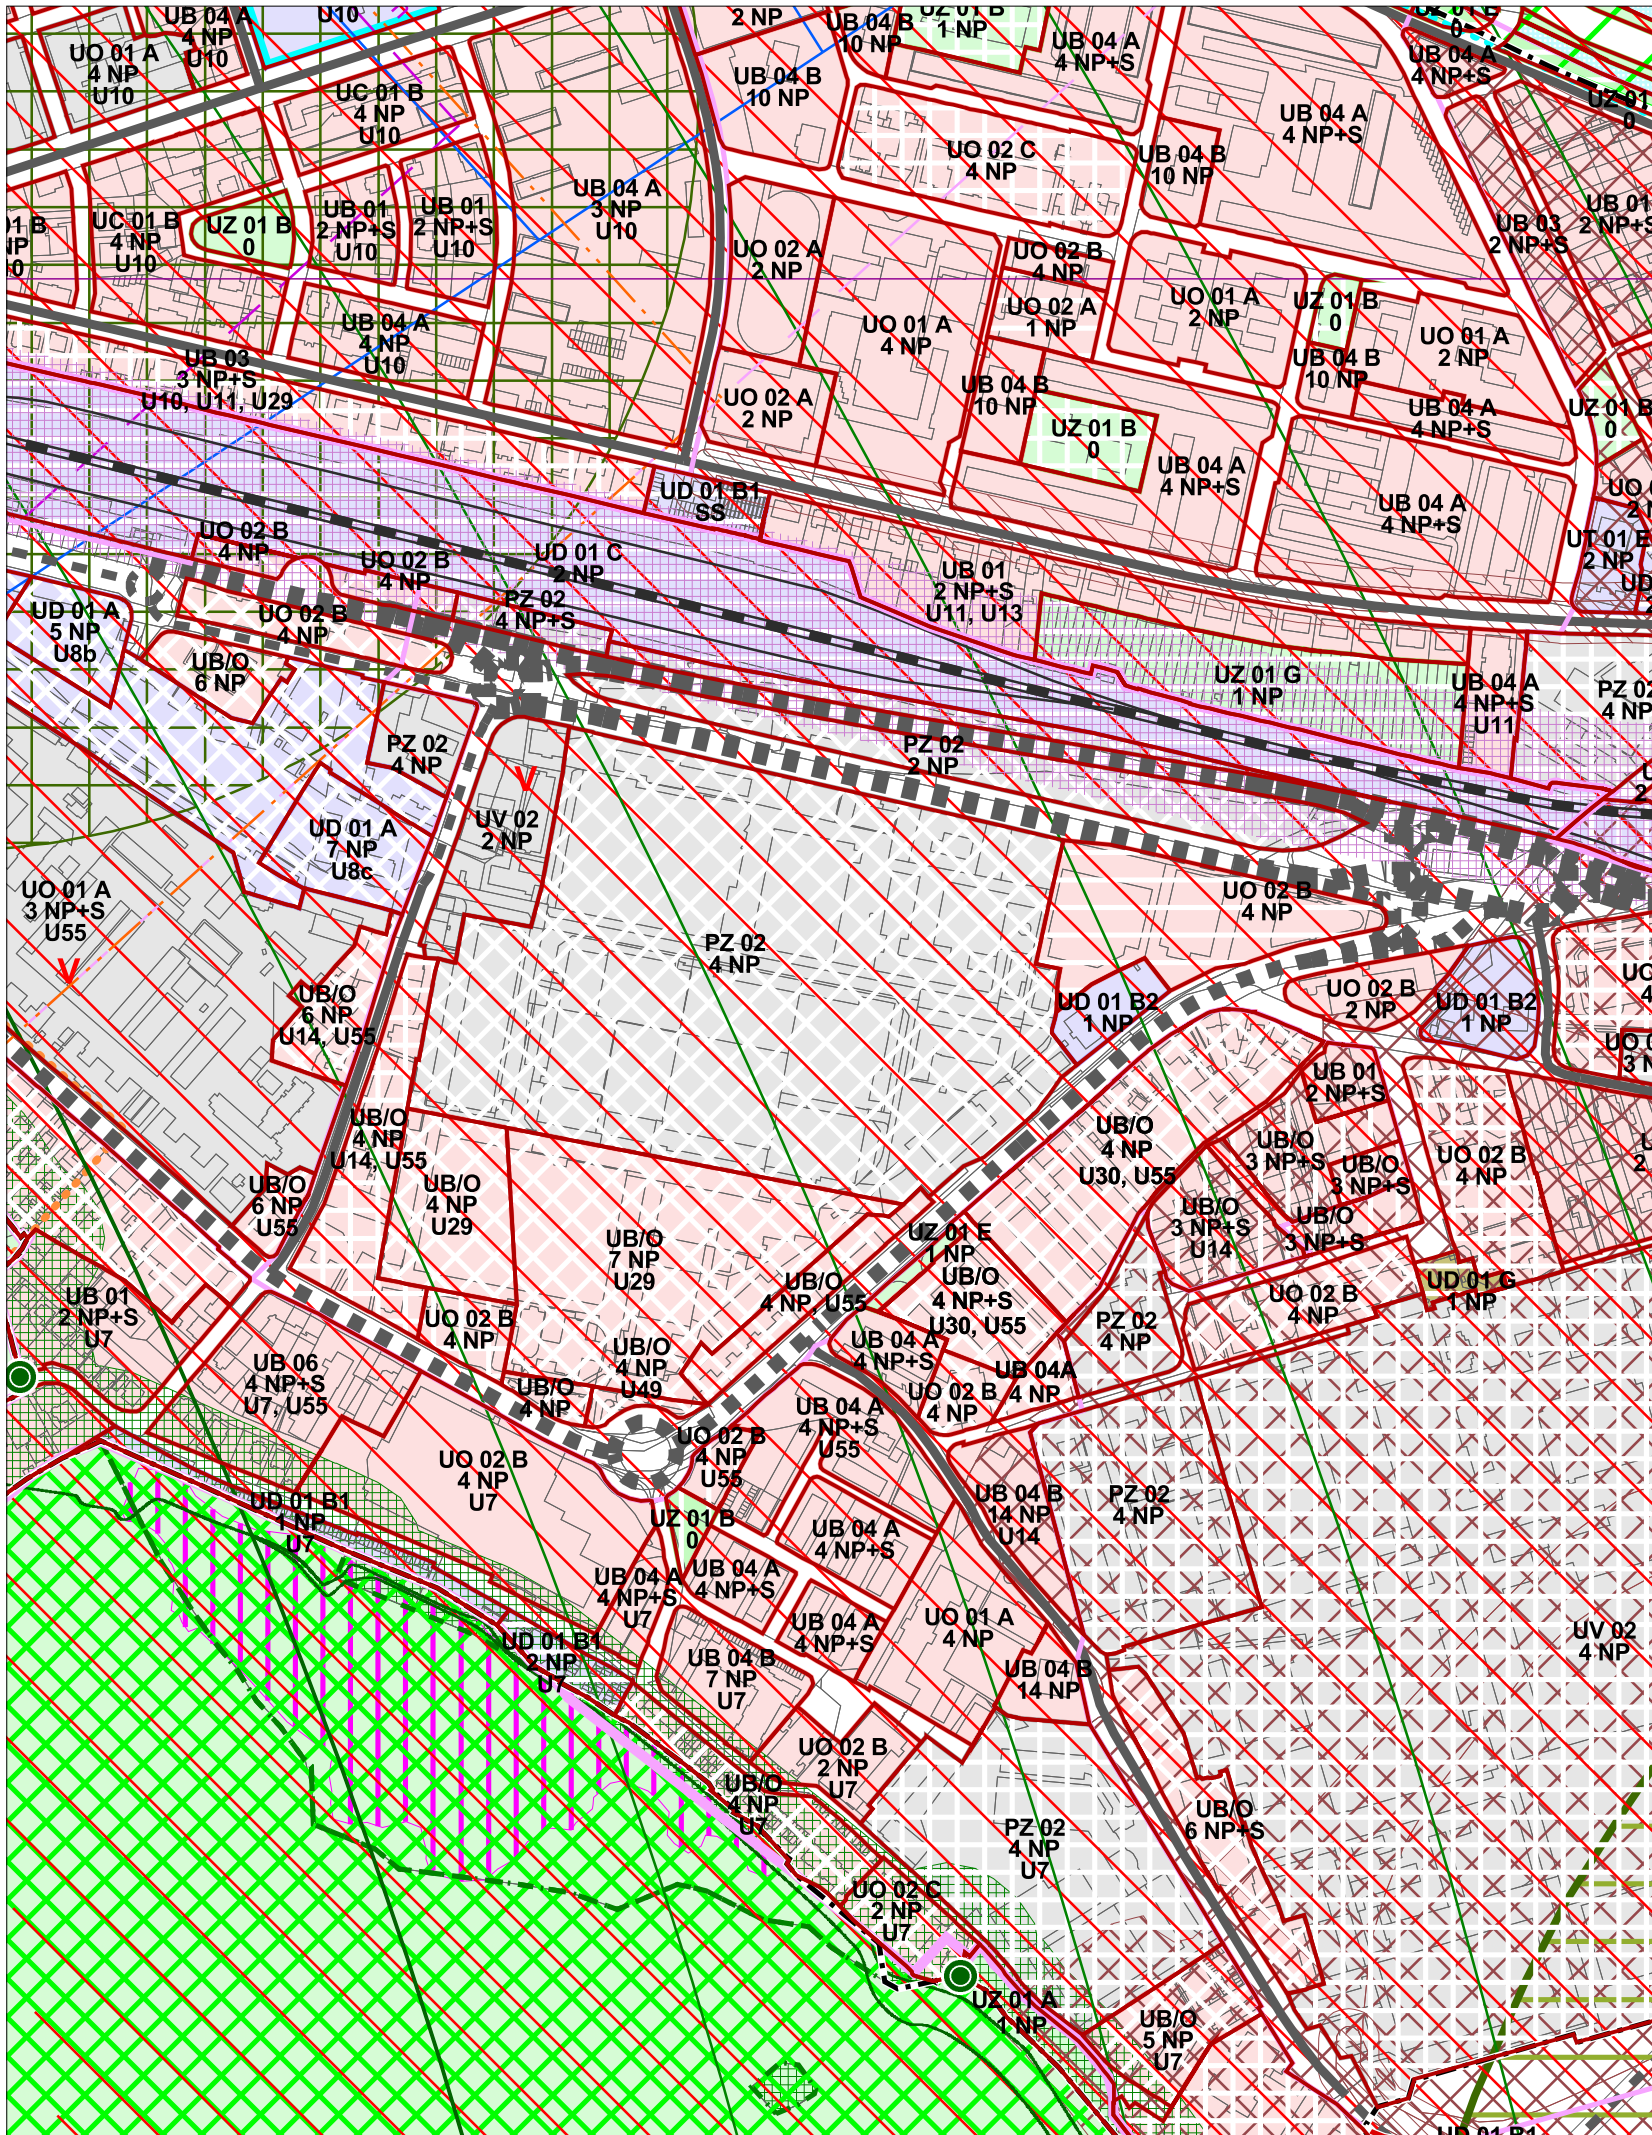 UB 04 A
4 NP
U10
U10
2 NP
UB 04 B
10 NP
UZ 01 B
1 NP
UB 04 A
4 NP+S
0
UB 04 A
4 NP+S
UO 01 A
4 NP
U10
UC 01 B
4 NP
U10
UB 04 B
10 NP
UB 04 A
4 NP+S
UZ 01
0
UO 02 C
4 NP
UB 04 B
10 NP
UB 04 A
3 NP
U10
UC 01 B
4 NP
U10
UZ 01 B
0
UB 01
2 NP+S
U10
UB 01
2 NP+S
U10
UB 03
2 NP+S
UB 01
2 NP+S
UO 02 A
2 NP
UO 02 B
4 NP
UO 02 A
1 NP
UO 01 A
2 NP
UZ 01 B
0
UO 01 A
4 NP
UO 01 A
2 NP
UB 04 A
4 NP
U10
UB 03
3 NP+S
U10, U11, U29
UB 04 B
10 NP
UB 04 B
10 NP
UO 02 A
2 NP
UB 04 A
4 NP+S
UZ 01 B
0
UZ 01 B
0
UB 04 A
4 NP+S
UB 04 A
4 NP+S
UD 01 B1
SS
UO 02 B
4 NP
UO 02 B
4 NP
UD 01 C
2 NP
UT 01 E
2 NP
UD
UB 01
2 NP+S
U11, U13
UD 01 A
5 NP
U8b
UO 02 B
4 NP
PZ 02
4 NP+S
UB/O
6 NP
UZ 01 G
1 NP
UB 04 A
4 NP+S
U11
PZ 02
4 NP
PZ 02
4 NP
PZ 02
2 NP
V
UV 02
2 NP
UD 01 A
7 NP
U8c
UO 01 A
3 NP+S
U55
V
UO 02 B
4 NP
PZ 02
4 NP
UB/O
6 NP
U14, U55
UD 01 B2
1 NP
UO 02 B
2 NP
UD 01 B2
1 NP
UB 01
2 NP+S
UB/O
4 NP
U14, U55
UB/O
4 NP
U30, U55
UB/O
3 NP+S
UB/O
3 NP+S
UO 02 B
4 NP
UB/O
6 NP
U55
UB/O
4 NP
U29
UB/O
3 NP+S
U14
UB/O
3 NP+S
UB/O
7 NP
U29
UZ 01 E
1 NP
UB/O
4 NP+S
U30, U55
UB/O
4 NP, U55
UD 01 G
1 NP
UO 02 B
4 NP
UB 01
2 NP+S
U7
UO 02 B
4 NP
PZ 02
4 NP
UB 04 A
4 NP+S
UB 06
4 NP+S
U7, U55
UB/O
4 NP
U49
UB/O
4 NP
UO 02 B
4 NP
UB 04A
4 NP
UB 04 A
4 NP+S
U55
UO 02 B
4 NP
U55
UO 02 B
4 NP
U7
UD 01 B1
1 NP
U7
UB 04 B
14 NP
U14
PZ 02
4 NP
UZ 01 B
0
UB 04 A
4 NP+S
UB 04 A
4 NP+S
U7
UB 04 A
4 NP+S
UB 04 A
4 NP+S
UO 01 A
4 NP
UV 02
4 NP
UD 01 B1
2 NP
U7
UB 04 B
7 NP
U7
UB 04 B
14 NP
UO 02 B
2 NP
U7
UB/O
4 NP
U7
UB/O
6 NP+S
PZ 02
4 NP
U7
UO 02 C
2 NP
U7
UZ 01 A
1 NP
UB/O
5 NP
U7
UD 01 B1